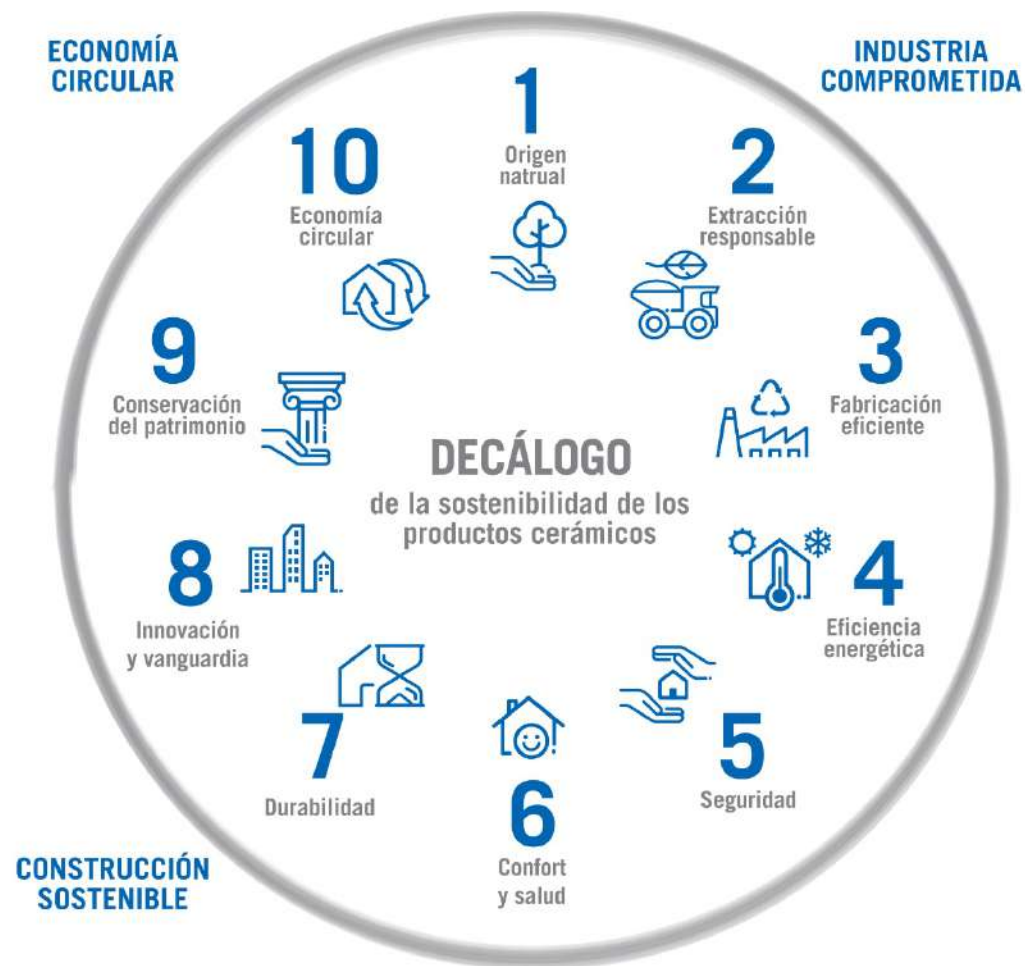 ECONOMÍA
CIRCULAR
INDUSTRIA
COMPROMETIDA
1
Origen
natrual
2
Extracción
responsable
3
Fabricación
eficiente
4
Eficiencia
energética
5
Seguridad
6
Confort
y salud
7
Durabilidad
8
Innovación
y vanguardia
9
Conservación
del patrimonio
10
Economía
circular
DECÁLOGO
de la sostenibilidad de los
productos cerámicos
CONSTRUCCIÓN
SOSTENIBLE